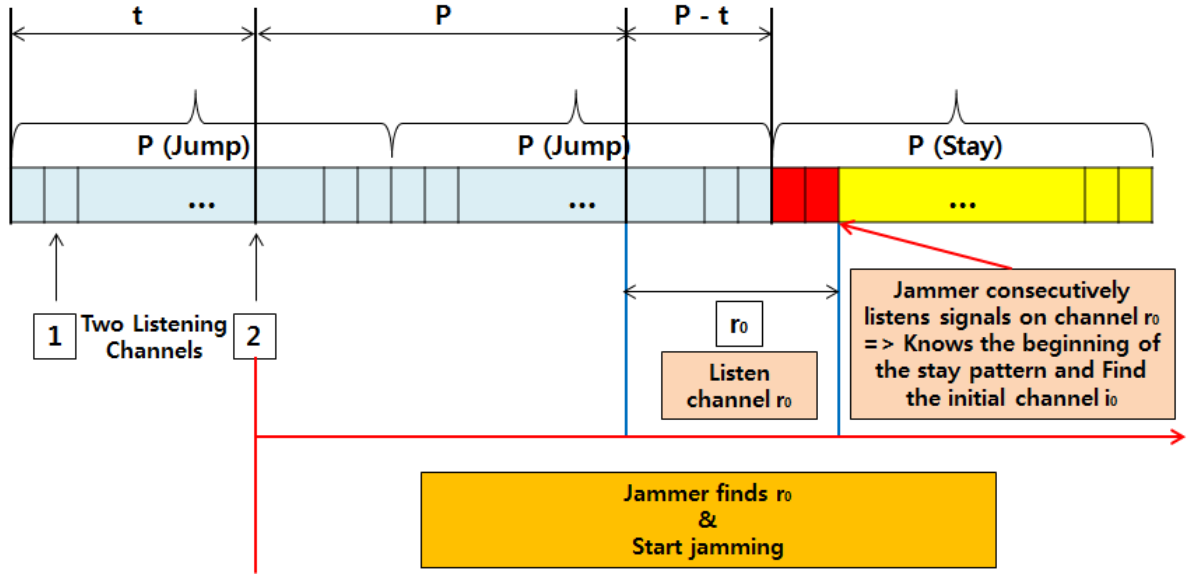 t
P
P - t
P (Jump)
P (Jump)
P (Stay)
...
...
...
1
Two Listening
Channels
2
r₀
Listen
channel r₀
Jammer consecutively
listens signals on channel r₀
= > Knows the beginning of
the stay pattern and Find
the initial channel i₀
Jammer finds r₀
&
Start jamming